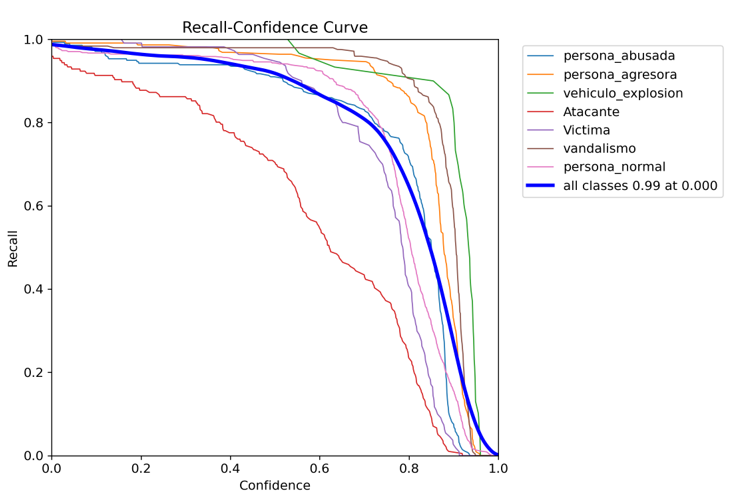 Recall-Confidence Curve
1.0
0.8
0.6
0.4
0.2
0.0
Recall
0.0 0.2 0.4 0.6 0.8 1.0
Confidence
persona_abusada
persona_agresora
vehiculo_explosion
Atacante
Victima
vandalismo
persona_normal
all classes 0.99 at 0.000